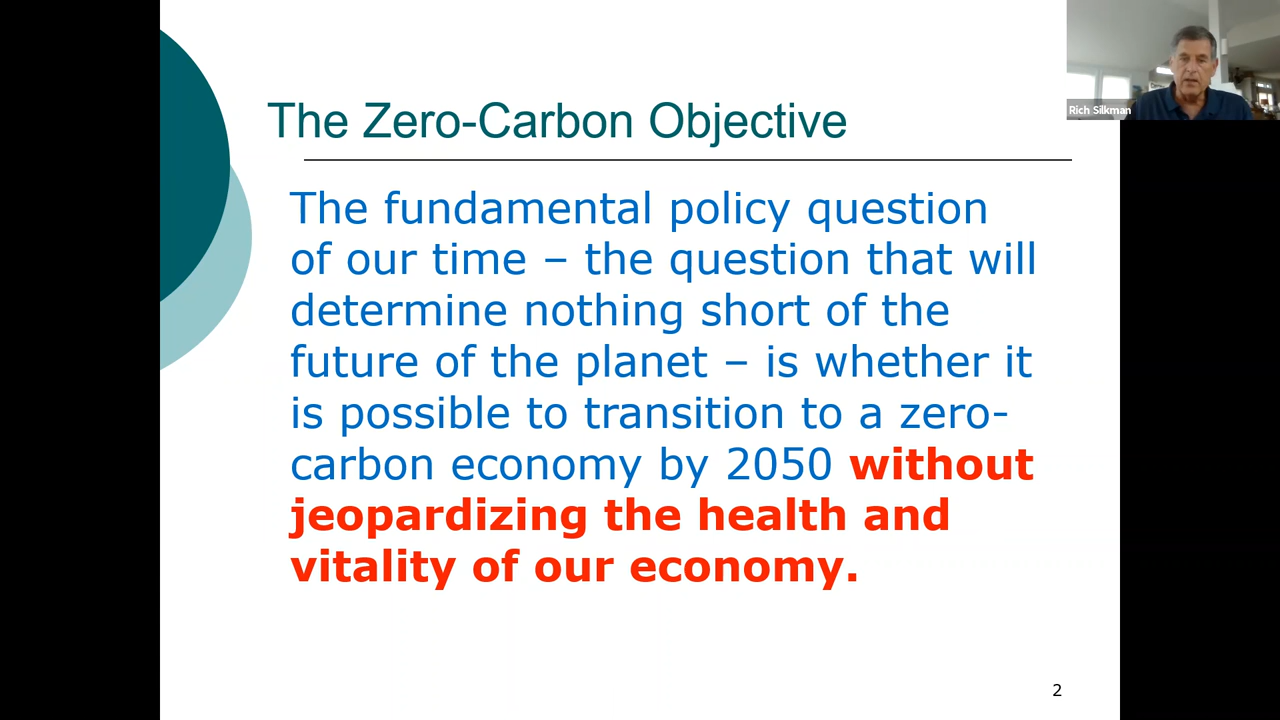 The Zero-Carbon Objective
The fundamental policy question
of our time – the question that will
determine nothing short of the
future of the planet – is whether it
is possible to transition to a zero-
carbon economy by 2050 without
jeopardizing the health and
vitality of our economy.
2
Rich Silkman